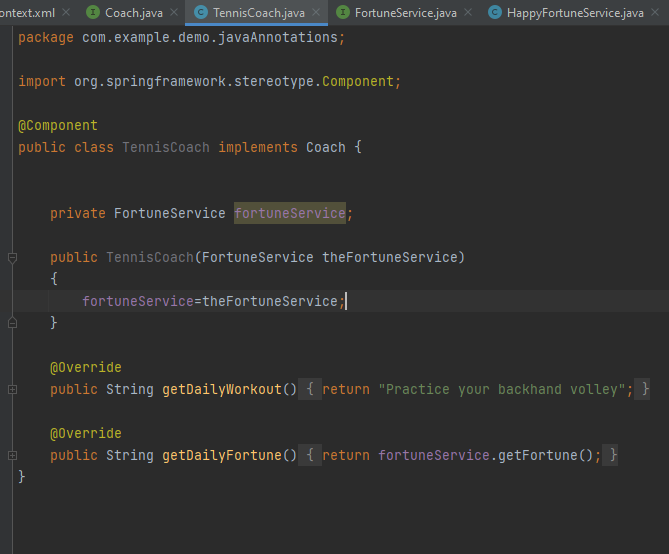 ontext.xml × I Coach.java × C TennisCoach.java × I FortuneService.java × C HappyFortuneService.java ×
package com.example.demo.javaAnnotations;
import org.springframework.stereotype.Component;
@Component
public class TennisCoach implements Coach {
private FortuneService fortuneService;
public TennisCoach(FortuneService theFortuneService)
{
fortuneService=theFortuneService;
}
@Override
public String getDailyWorkout() { return "Practice your backhand volley"; }
@Override
public String getDailyFortune() { return fortuneService.getFortune(); }
}